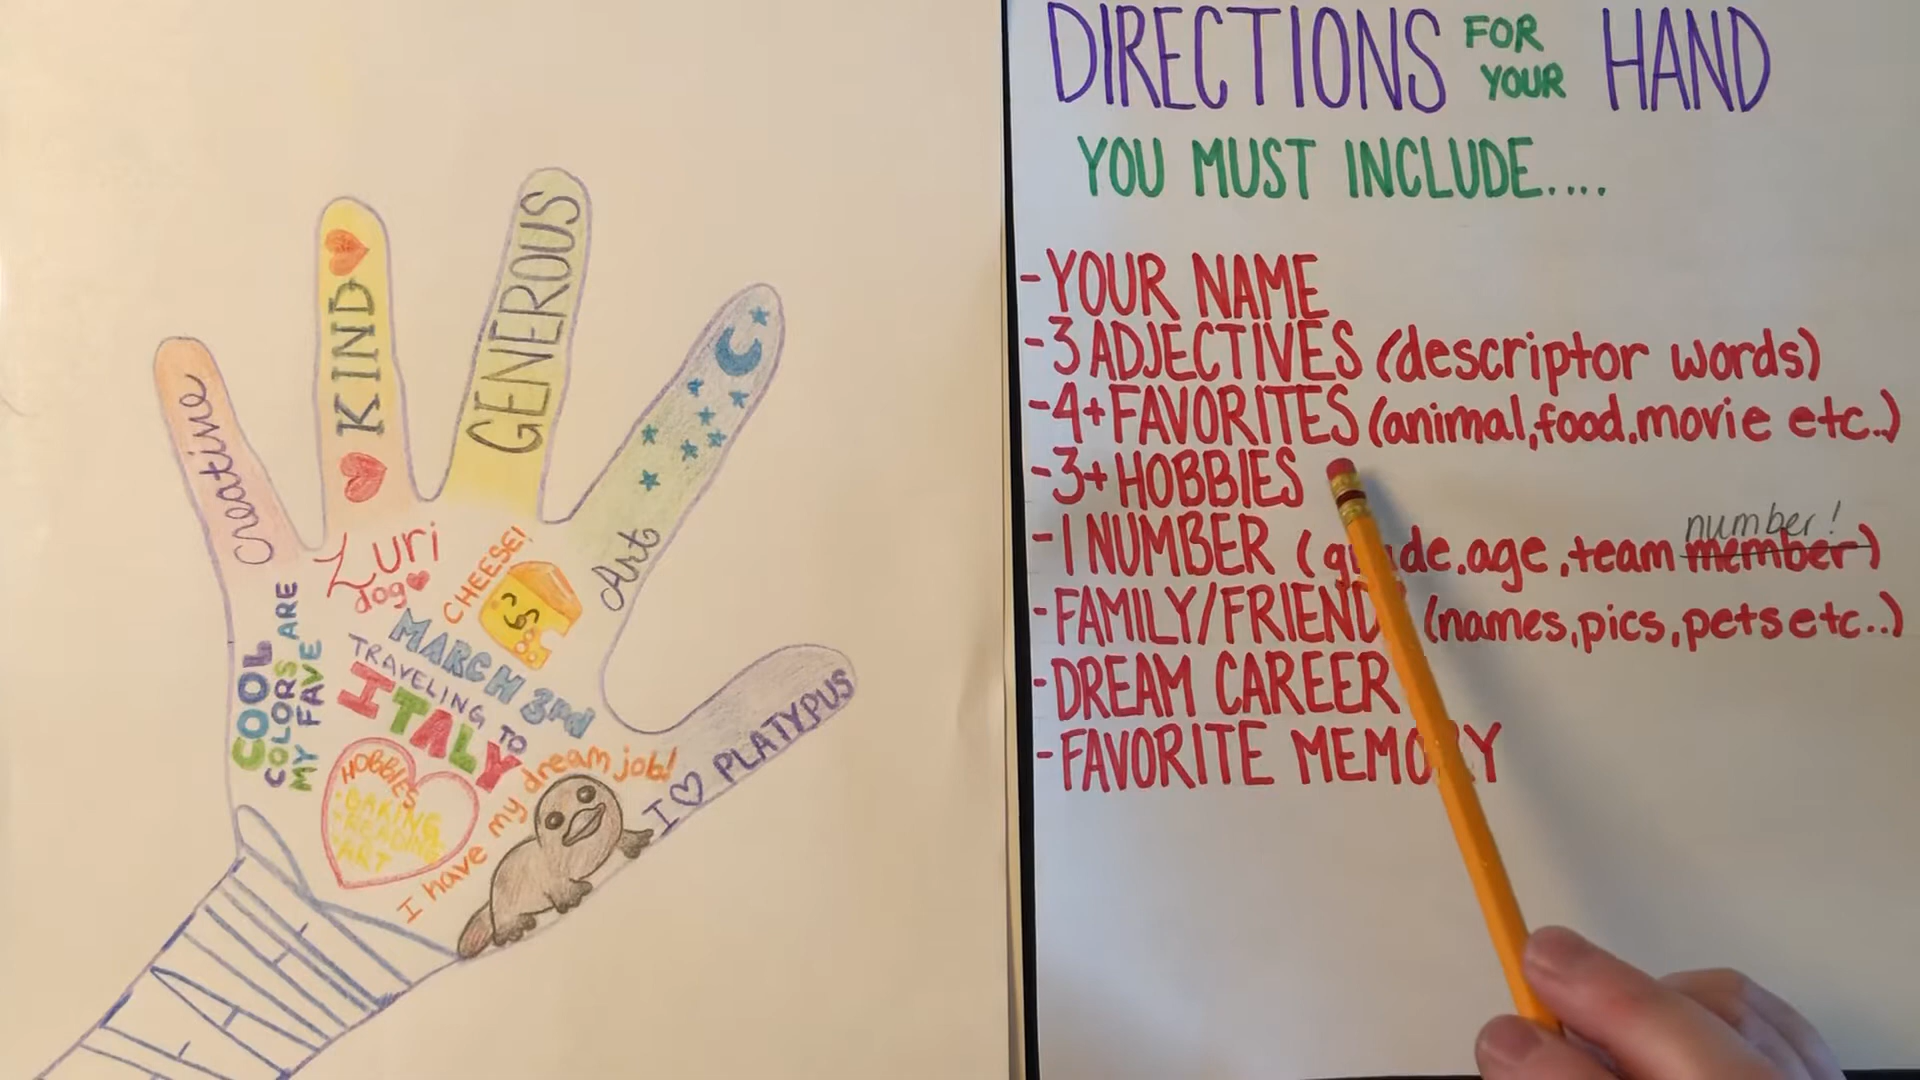 creative
KIND
GENEROUS
Art
I ♡ PLATYPUS
Luri
dog
CHEESE!
MARCH 3rd
TRAVELING TO
ITALY
COOL
COLORS ARE
MY FAVE
HOBBIES
·BAKING
·READING
·ART
I have my dream job!
DIRECTIONS FOR YOUR HAND
YOU MUST INCLUDE....
-YOUR NAME
-3 ADJECTIVES (descriptor words)
-4+FAVORITES (animal,food,movie etc..)
-3+ HOBBIES
number!
-1 NUMBER (grade,age,team member)
-FAMILY/FRIENDS (names,pics,pets etc..)
-DREAM CAREER
-FAVORITE MEMORY